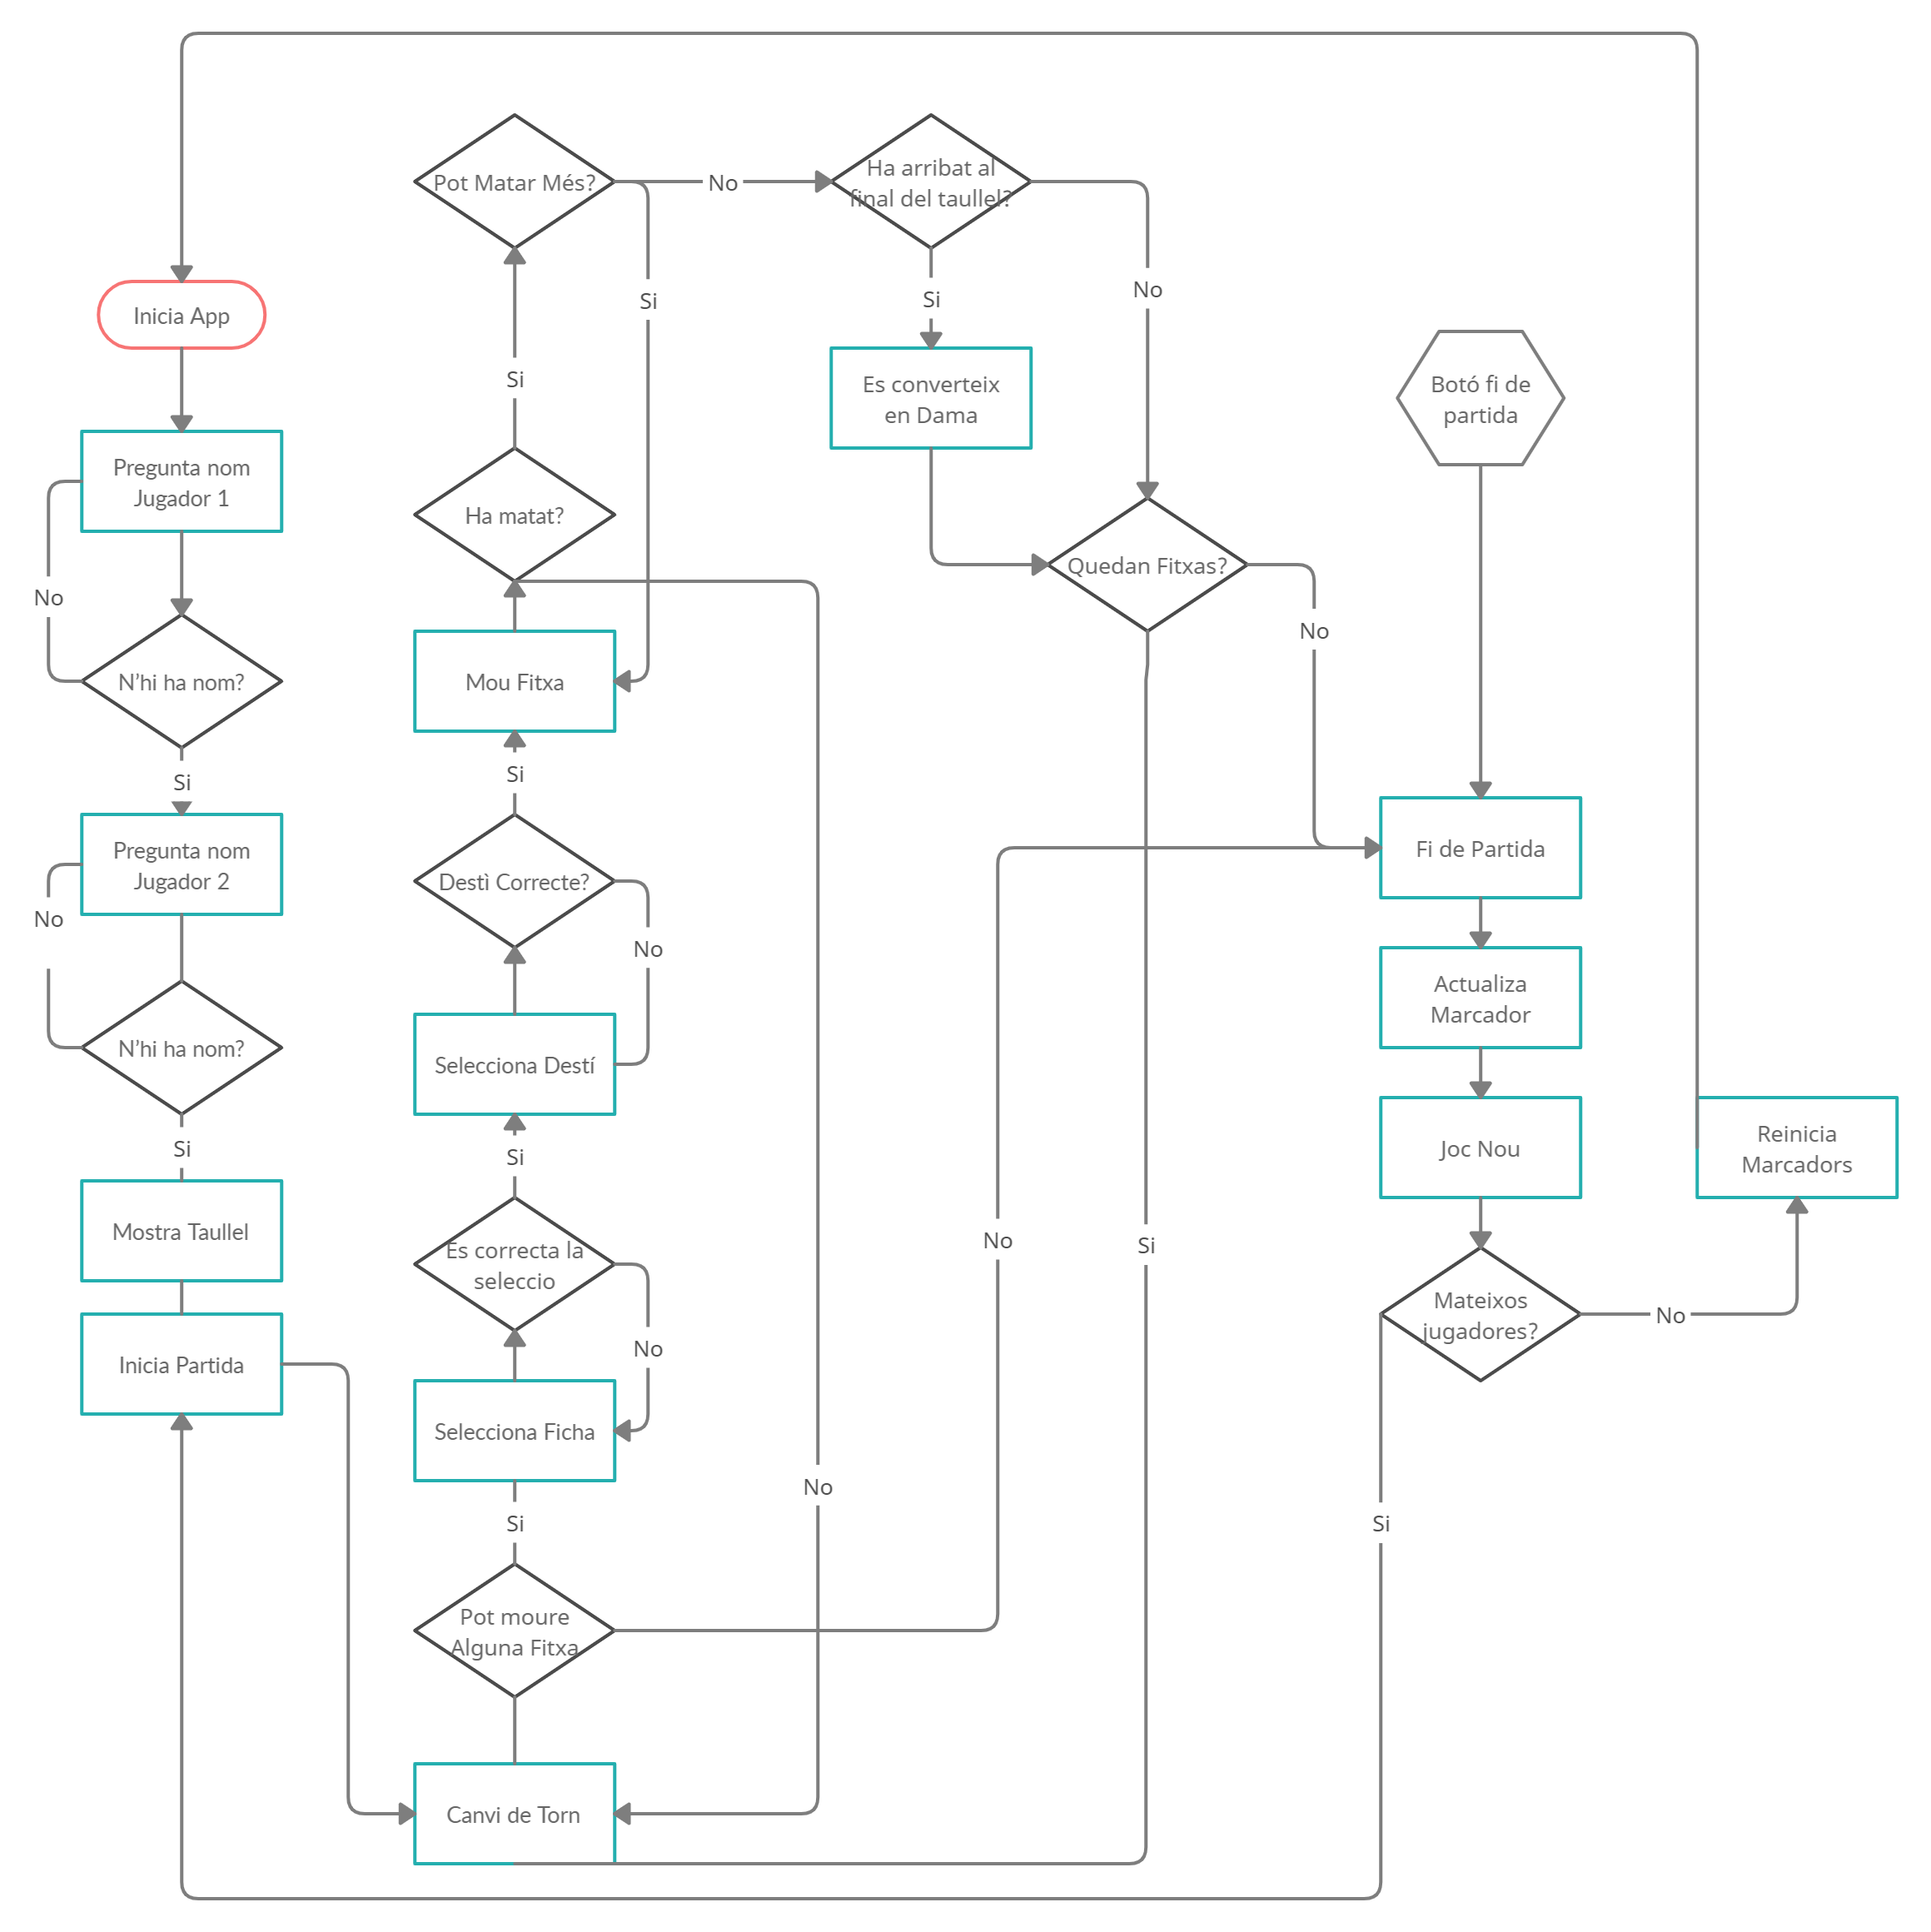 Inicia App
Pregunta nom
Jugador 1
No
N'hi ha nom?
Si
Pregunta nom
Jugador 2
No
N'hi ha nom?
Si
Mostra Taullel
Inicia Partida
Pot Matar Més?
No
Si
Si
Ha matat?
Mou Fitxa
Si
Destì Correcte?
No
Selecciona Destí
Si
Es correcta la
seleccio
No
Selecciona Ficha
Si
Pot moure
Alguna Fitxa
Canvi de Torn
No
Ha arribat al
final del taullel?
Si
No
Es converteix
en Dama
Quedan Fitxas?
No
No
Si
Botó fi de
partida
Fi de Partida
Actualiza
Marcador
Joc Nou
Mateixos
jugadores?
No
Si
Reinicia
Marcadors